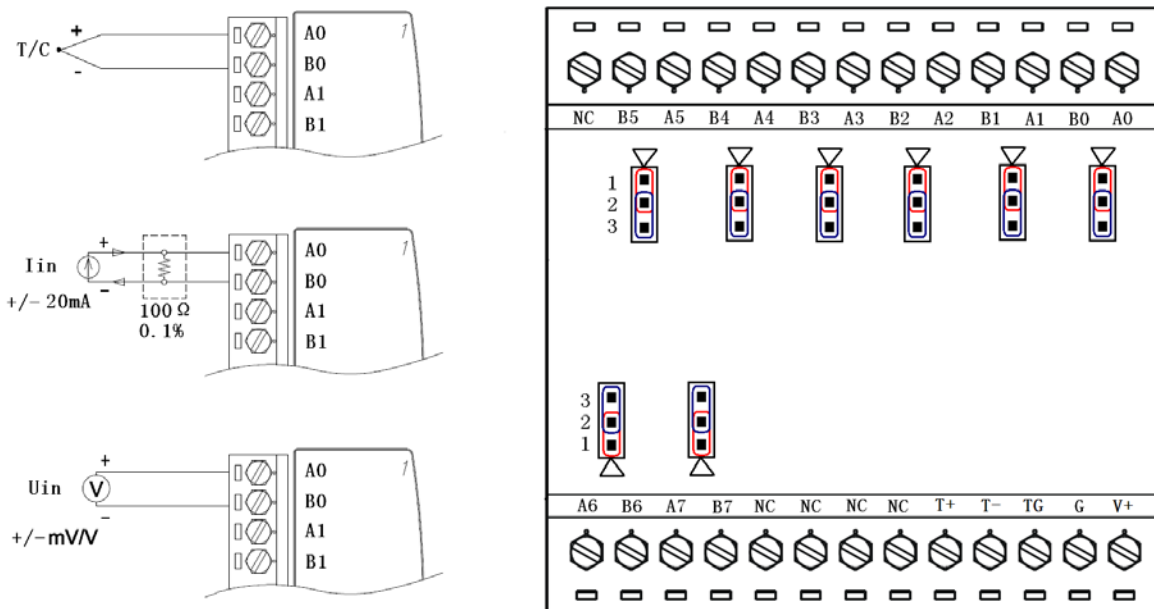 T/C
+
-
A0
B0
A1
B1
1
Iin
+/-20mA
+
-
100Ω
0.1%
A0
B0
A1
B1
1
Uin
+/-mV/V
+
V
-
A0
B0
A1
B1
1
NC B5 A5 B4 A4 B3 A3 B2 A2 B1 A1 B0 A0
1
2
3
3
2
1
A6 B6 A7 B7 NC NC NC NC T+ T- TG G V+